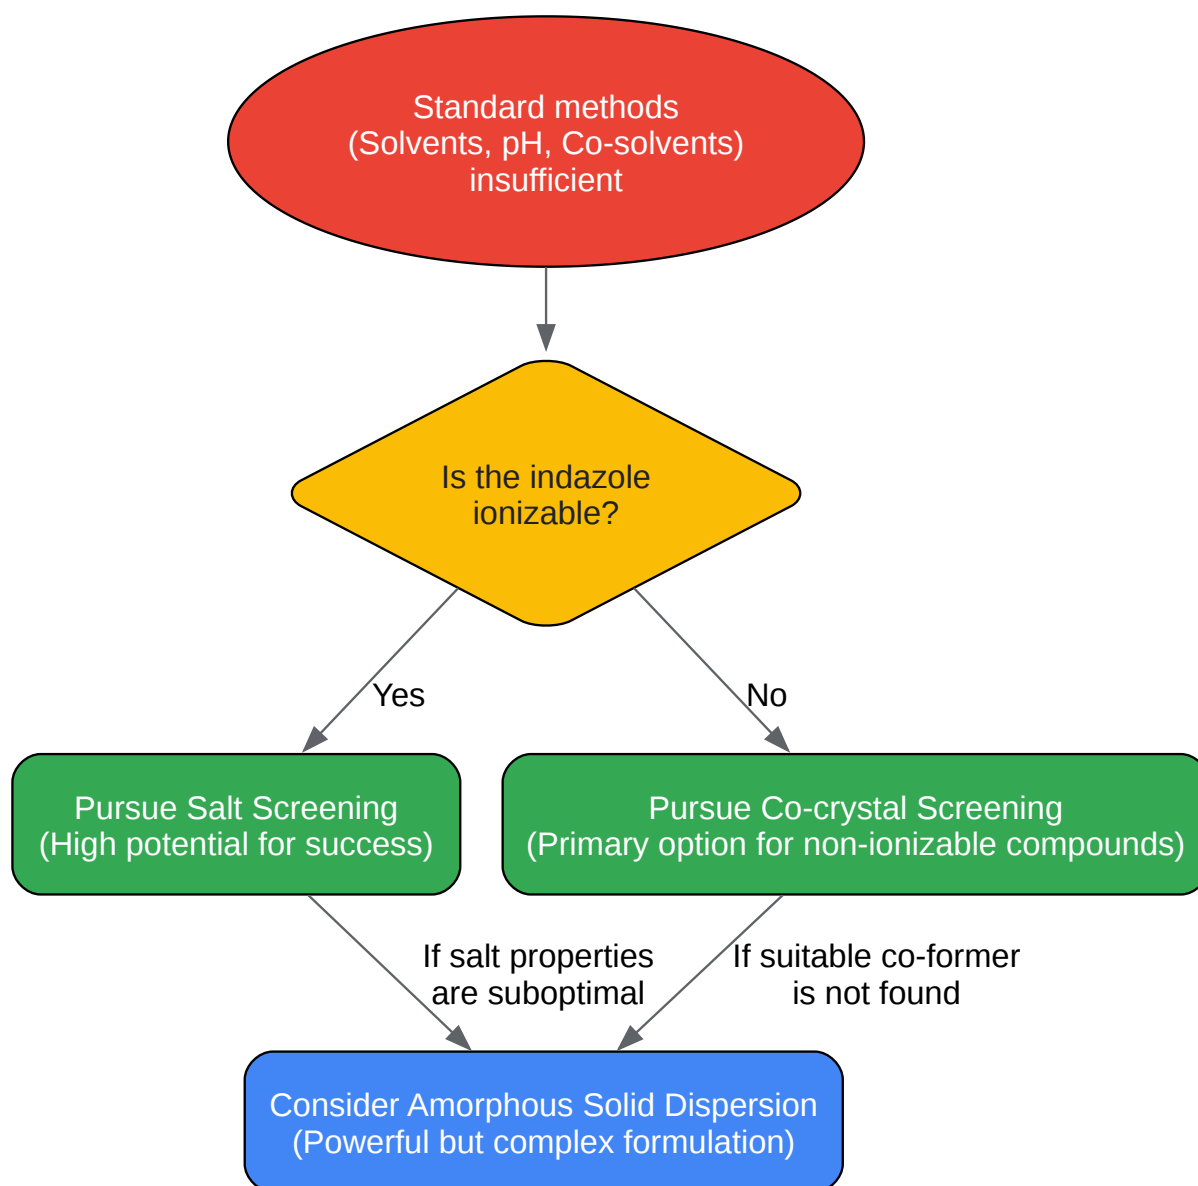 Standard methods
(Solvents, pH, Co-solvents)
insufficient
Is the indazole
ionizable?
Yes
No
Pursue Salt Screening
(High potential for success)
Pursue Co-crystal Screening
(Primary option for non-ionizable compounds)
If salt properties
are suboptimal
If suitable co-former
is not found
Consider Amorphous Solid Dispersion
(Powerful but complex formulation)